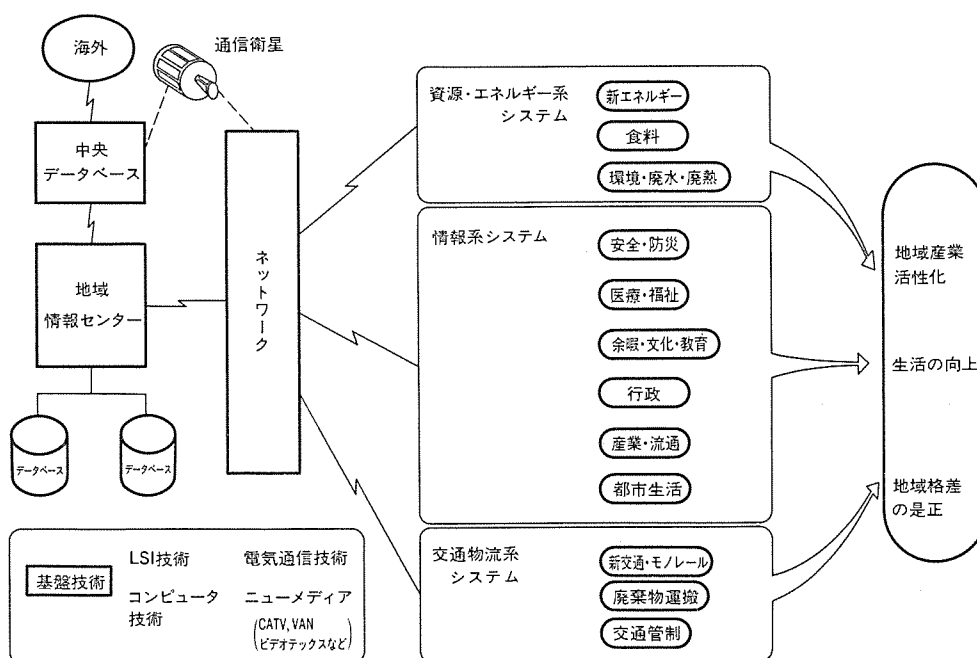 海外
通信衛星
中央
データベース
地域
情報センター
データベース
データベース
ネットワーク
資源・エネルギー系
システム
新エネルギー
食料
環境・廃水・廃熱
情報系システム
安全・防災
医療・福祉
余暇・文化・教育
行政
産業・流通
都市生活
交通物流系
システム
新交通・モノレール
廃棄物運搬
交通管制
地域産業
活性化
生活の向上
地域格差
の是正
基盤技術
LSI技術
電気通信技術
コンピュータ
技術
ニューメディア
(CATV, VAN
ビデオテックスなど)